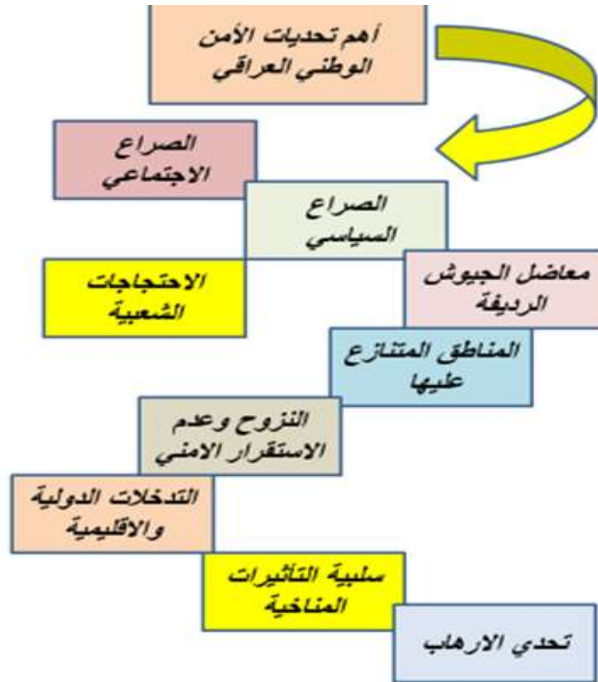 أهم تحديات الأمن
الوطني العراقي
الصراع
الاجتماعي
الصراع
السياسي
معاضل الجيوش
الرديفة
الاحتجاجات
الشعبية
المناطق المتنازع
عليها
النزوح وعدم
الاستقرار الامني
التدخلات الدولية
والاقليمية
سلبية التأثيرات
المناخية
تحدي الارهاب